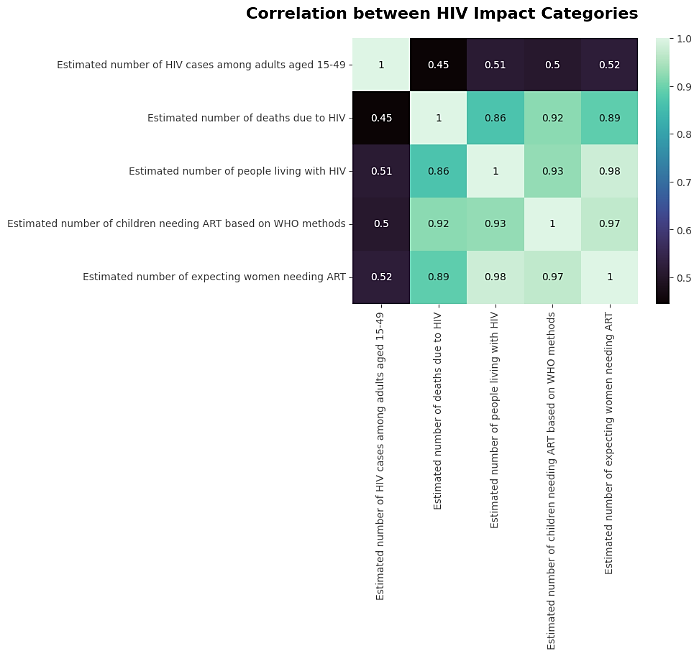 Correlation between HIV Impact Categories
Estimated number of HIV cases among adults aged 15-49
1 0.45 0.51 0.5 0.52
Estimated number of deaths due to HIV
0.45 1 0.86 0.92 0.89
Estimated number of people living with HIV
0.51 0.86 1 0.93 0.98
Estimated number of children needing ART based on WHO methods
0.5 0.92 0.93 1 0.97
Estimated number of expecting women needing ART
0.52 0.89 0.98 0.97 1
Estimated number of HIV cases among adults aged 15-49
Estimated number of deaths due to HIV
Estimated number of people living with HIV
Estimated number of children needing ART based on WHO methods
Estimated number of expecting women needing ART
1.0
0.9
0.8
0.7
0.6
0.5